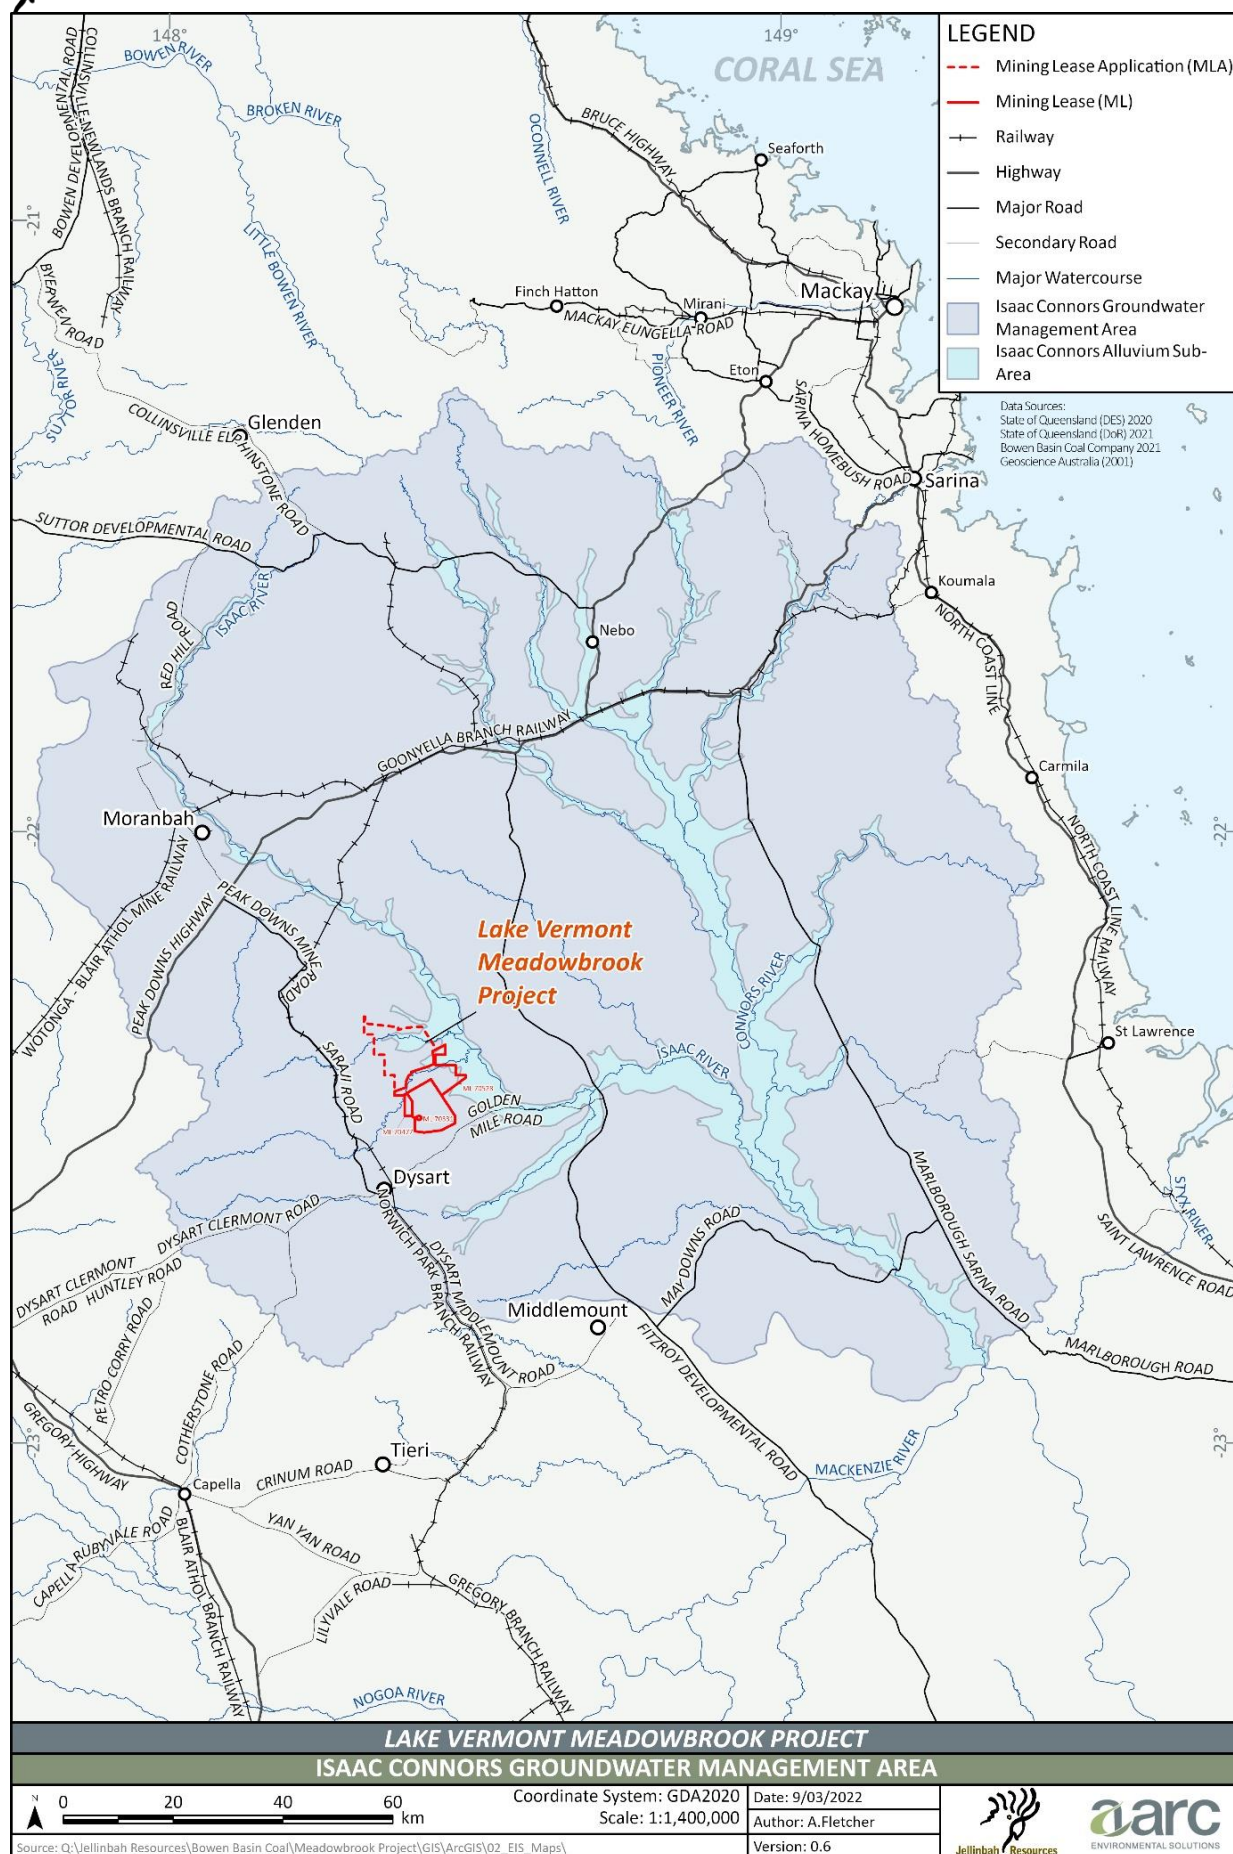 148°
149°
CORAL SEA
LEGEND
Mining Lease Application (MLA)
Mining Lease (ML)
Railway
Highway
Major Road
Secondary Road
Major Watercourse
Isaac Connors Groundwater
Management Area
Isaac Connors Alluvium Sub-
Area
Data Sources:
State of Queensland (DES) 2020
State of Queensland (DoR) 2021
Bowen Basin Coal Company 2021
Geoscience Australia (2001)
BOWEN DEVELOPMENTAL ROAD
COLLINSVILLE-NEWLANDS BRANCH RAILWAY
BOWEN RIVER
BROKEN RIVER
OCONNELL RIVER
BRUCE HIGHWAY
Seaforth
-21°
LITTLE BOWEN RIVER
BYERWEN ROAD
SUTTOR RIVER
Finch Hatton
Mirani
Mackay
MACKAY EUNGELLA ROAD
PIONEER RIVER
Eton
SARINA HOMEBUSH ROAD
Sarina
Glenden
COLLINSVILLE ELPHINSTONE ROAD
SUTTOR DEVELOPMENTAL ROAD
ISAAC RIVER
RED HILL ROAD
Koumala
NORTH COAST LINE
Nebo
GOONYELLA BRANCH RAILWAY
Carmila
Moranbah
-22°
-22°
NORTH COAST LINE RAILWAY
WOTONGA - BLAIR ATHOL MINE RAILWAY
PEAK DOWNS HIGHWAY
PEAK DOWNS MINE
ROAD
Lake Vermont
Meadowbrook
Project
CONNORS RIVER
ISAAC RIVER
St Lawrence
SARAJI ROAD
GOLDEN
MILE ROAD
Dysart
MARLBOROUGH SARINA ROAD
STYX RIVER
SAINT LAWRENCE ROAD
DYSART CLERMONT ROAD
DYSART CLERMONT
ROAD
HUNTLEY ROAD
NORWICH PARK BRANCH RAILWAY
DYSART MIDDLEMOUNT ROAD
MAY DOWNS ROAD
Middlemount
FITZROY DEVELOPMENTAL ROAD
MARLBOROUGH ROAD
RETRO CORRY ROAD
COTHERSTONE ROAD
GREGORY HIGHWAY
-23°
-23°
Tieri
MACKENZIE RIVER
Capella
CRINUM ROAD
CAPELLA RUBYVALE ROAD
YAN YAN ROAD
BLAIR ATHOL BRANCH RAILWAY
LILYVALE ROAD
GREGORY BRANCH RAILWAY
NOGOA RIVER
LAKE VERMONT MEADOWBROOK PROJECT
ISAAC CONNORS GROUNDWATER MANAGEMENT AREA
N
0 20 40 60
km
Coordinate System: GDA2020
Scale: 1:1,400,000
Date: 9/03/2022
Author: A.Fletcher
Version: 0.6
Source: Q:\Jellinbah Resources\Bowen Basin Coal\Meadowbrook Project\GIS\ArcGIS\02_EIS_Maps\
Jellinbah Resources
aarc
ENVIRONMENTAL SOLUTIONS